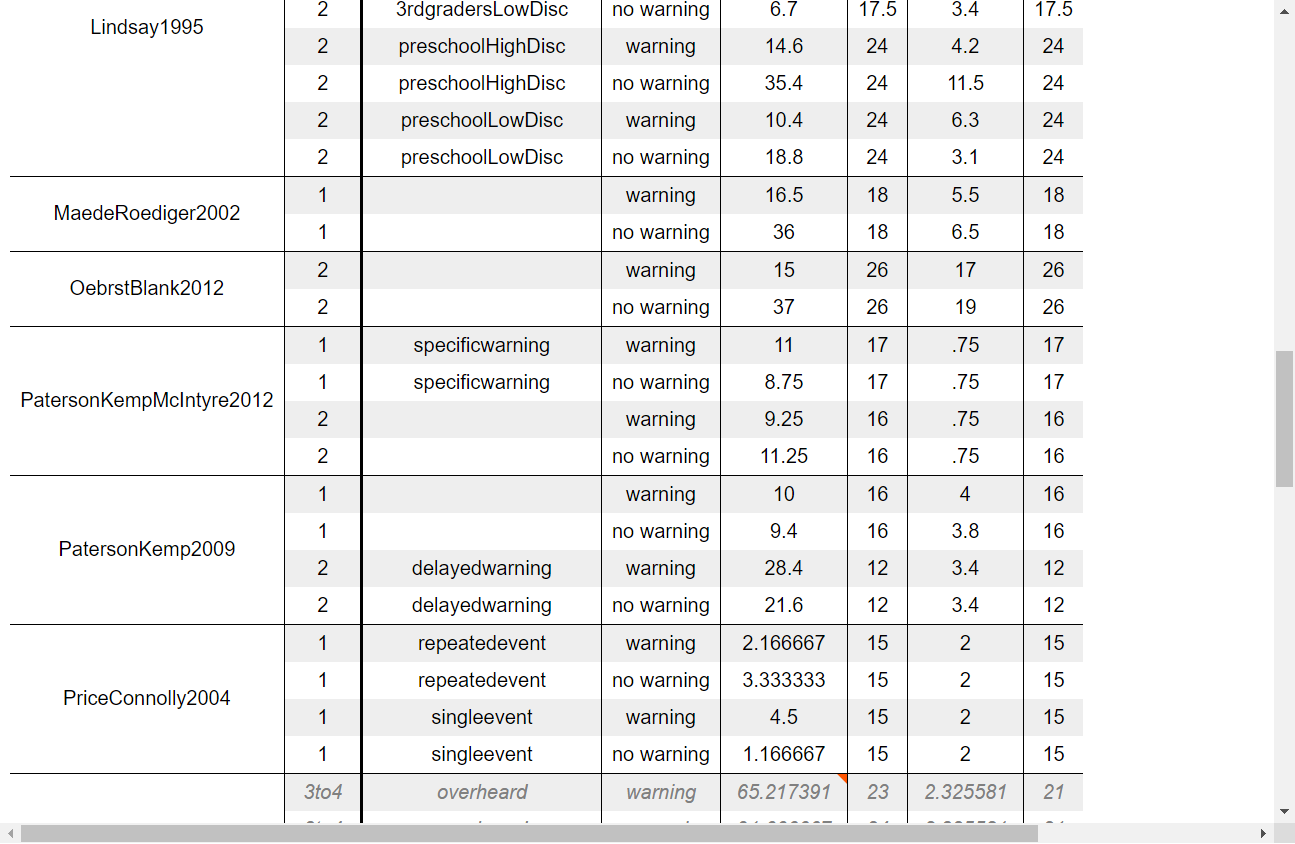 Lindsay1995
2 3rdgradersLowDisc no warning 6.7 17.5 3.4 17.5
2 preschoolHighDisc warning 14.6 24 4.2 24
2 preschoolHighDisc no warning 35.4 24 11.5 24
2 preschoolLowDisc warning 10.4 24 6.3 24
2 preschoolLowDisc no warning 18.8 24 3.1 24
MaedeRoediger2002
1 warning 16.5 18 5.5 18
1 no warning 36 18 6.5 18
OebrstBlank2012
2 warning 15 26 17 26
2 no warning 37 26 19 26
PatersonKempMcIntyre2012
1 specificwarning warning 11 17 .75 17
1 specificwarning no warning 8.75 17 .75 17
2 warning 9.25 16 .75 16
2 no warning 11.25 16 .75 16
PatersonKemp2009
1 warning 10 16 4 16
1 no warning 9.4 16 3.8 16
2 delayedwarning warning 28.4 12 3.4 12
2 delayedwarning no warning 21.6 12 3.4 12
PriceConnolly2004
1 repeatedevent warning 2.166667 15 2 15
1 repeatedevent no warning 3.333333 15 2 15
1 singleevent warning 4.5 15 2 15
1 singleevent no warning 1.166667 15 2 15
3to4 overheard warning 65.217391 23 2.325581 21